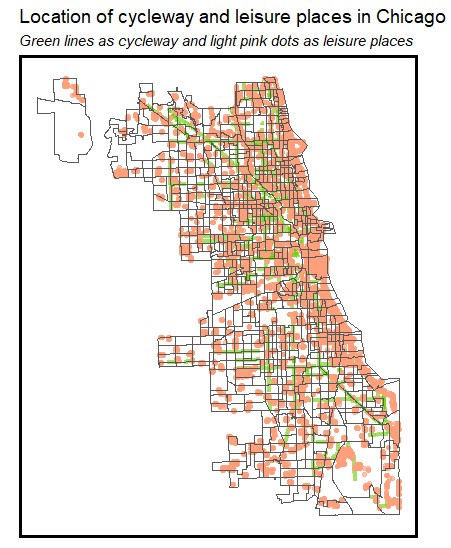 Location of cycleway and leisure places in Chicago
Green lines as cycleway and light pink dots as leisure places